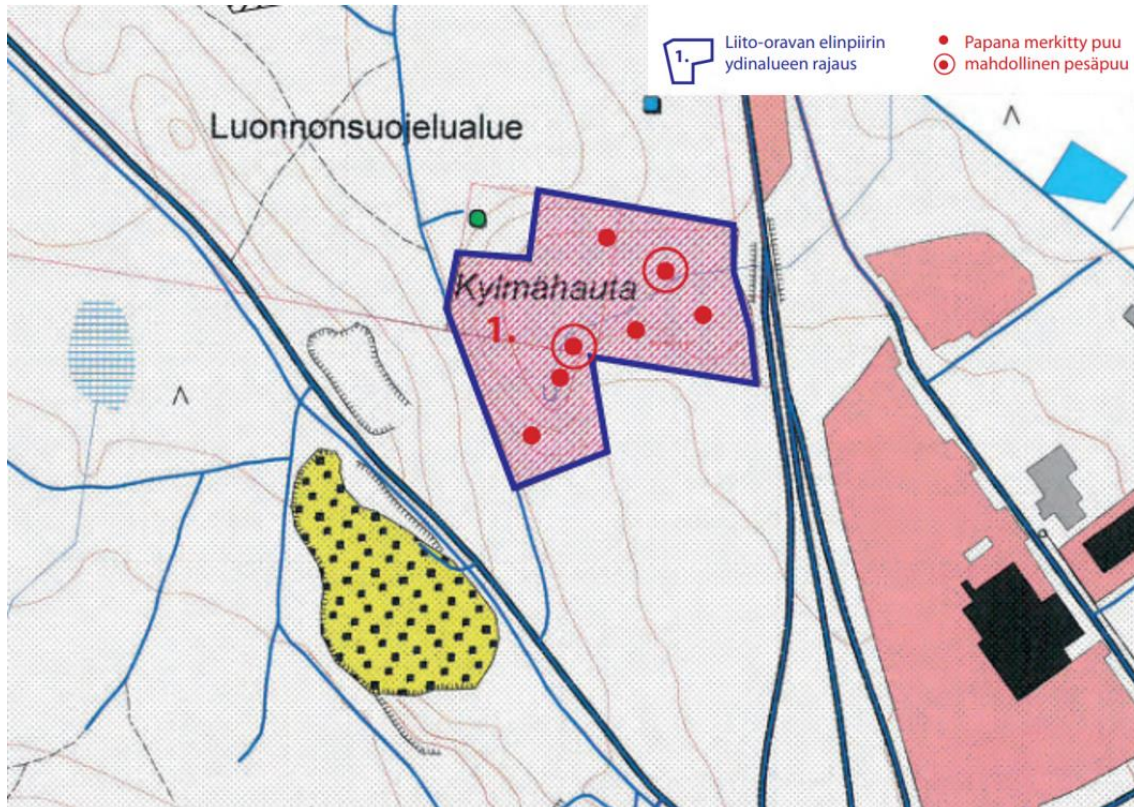 1.
Liito-oravan elinpiirin
ydinalueen rajaus
Papana merkitty puu
mahdollinen pesäpuu
Luonnonsuojelualue
Kylmähauta
1.